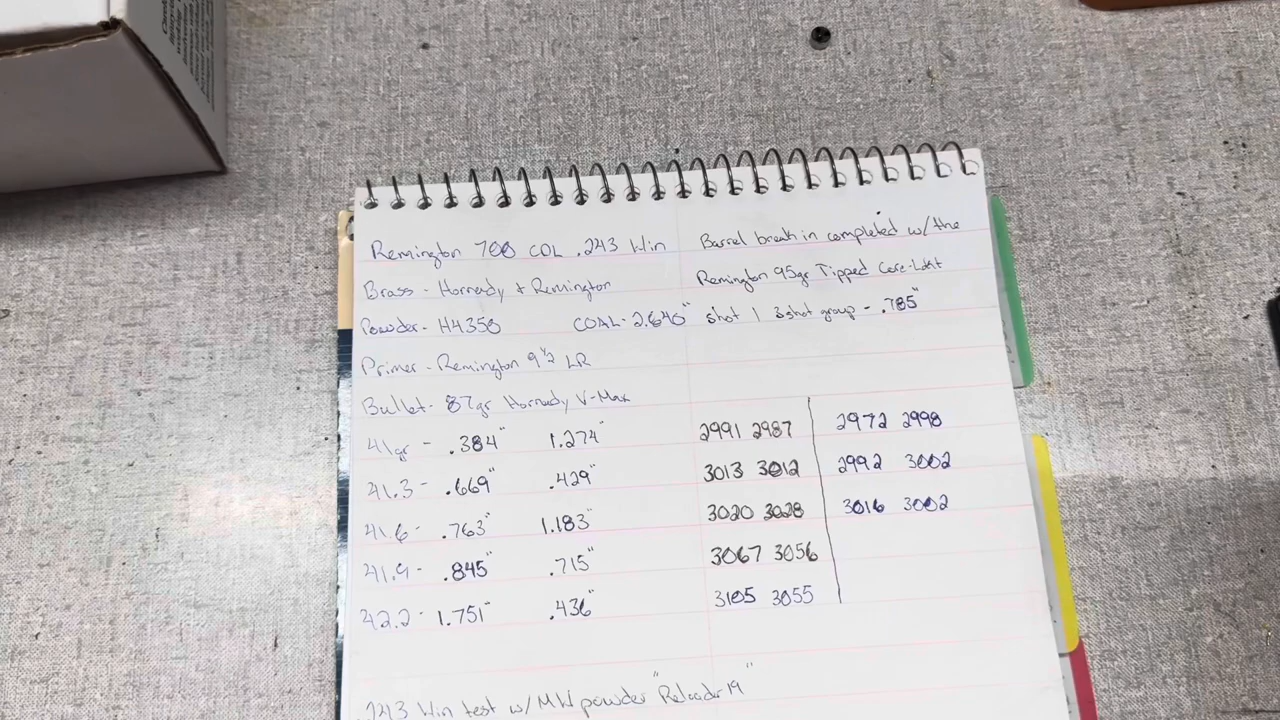 Remington 700 CDL .243 Win
Barrel break in completed w/ the
Brass - Hornady + Remington
Remington 95gr Tipped Core-Lokt
Powder - H4350 COAL - 2.640" shot 1 3 shot group - .785"
Primer - Remington 9 1/2 LR
Bullet - 87gr Hornady V-Max
41gr - .384" 1.274" 2991 2987 2972 2998
41.3 - .669" .429" 3013 3012 2992 3002
41.6 - .763" 1.183" 3020 3028 3016 3002
41.9 - .845" .715" 3067 3056
42.2 - 1.751" .436" 3105 3055
.243 Win test w/ MW powder "Reloader 19"